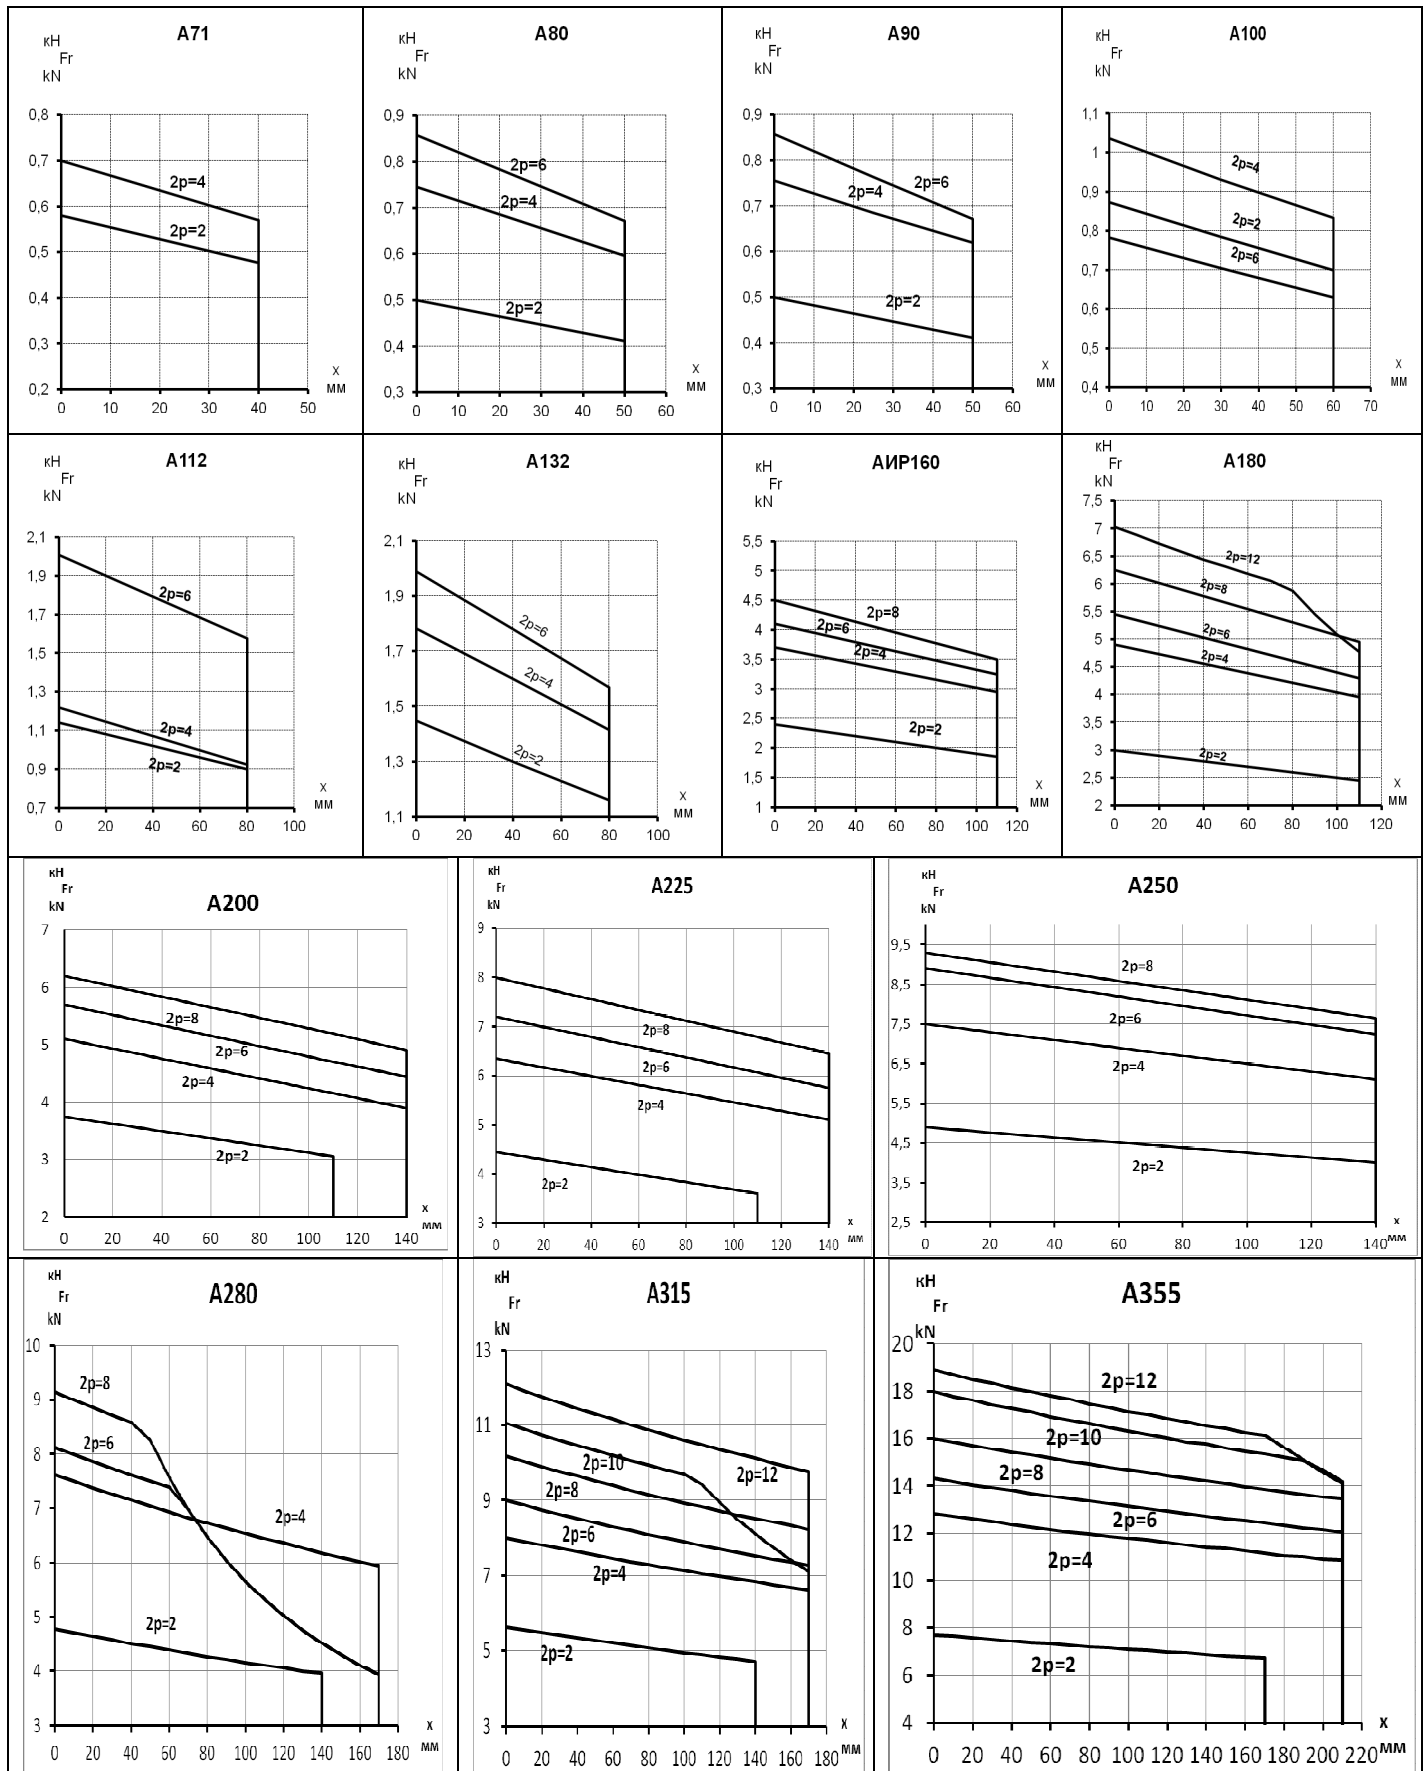 A71
кН
Fr
kN
0,8
0,7
0,6
0,5
0,4
0,3
0,2
2p=4
2p=2
x
мм
0 10 20 30 40 50
A80
кН
Fr
kN
0,9
0,8
0,7
0,6
0,5
0,4
0,3
2p=6
2p=4
2p=2
x
мм
0 10 20 30 40 50 60
A90
кН
Fr
kN
0,9
0,8
0,7
0,6
0,5
0,4
0,3
2p=6
2p=4
2p=2
x
мм
0 10 20 30 40 50 60
A100
кН
Fr
kN
1,1
1
0,9
0,8
0,7
0,6
0,5
0,4
2p=4
2p=2
2p=6
x
мм
0 10 20 30 40 50 60 70
A112
кН
Fr
kN
2,1
1,9
1,7
1,5
1,3
1,1
0,9
0,7
2p=6
2p=4
2p=2
x
мм
0 20 40 60 80 100
A132
кН
Fr
kN
2,1
1,9
1,7
1,5
1,3
1,1
2p=6
2p=4
2p=2
x
мм
0 20 40 60 80 100
АИР160
кН
Fr
kN
5,5
5
4,5
4
3,5
3
2,5
2
1,5
1
2p=8
2p=6
2p=4
2p=2
x
мм
0 20 40 60 80 100 120
A180
кН
Fr
kN
7,5
7
6,5
6
5,5
5
4,5
4
3,5
3
2,5
2
2p=12
2p=8
2p=6
2p=4
2p=2
x
мм
0 20 40 60 80 100 120
A200
кН
Fr
kN
7
6
5
4
3
2
2p=8
2p=6
2p=4
2p=2
x
мм
0 20 40 60 80 100 120 140
A225
кН
Fr
kN
9
8
7
6
5
4
3
2p=8
2p=6
2p=4
2p=2
x
мм
0 20 40 60 80 100 120 140
A250
кН
Fr
kN
9,5
8,5
7,5
6,5
5,5
4,5
3,5
2,5
2p=8
2p=6
2p=4
2p=2
x
мм
0 20 40 60 80 100 120 140
A280
кН
Fr
kN
10
9
8
7
6
5
4
3
2p=8
2p=6
2p=4
2p=2
x
мм
0 20 40 60 80 100 120 140 160 180
A315
кН
Fr
kN
13
11
9
7
5
3
2p=12
2p=10
2p=8
2p=6
2p=4
2p=2
x
мм
0 20 40 60 80 100 120 140 160 180
A355
кН
Fr
kN
20
18
16
14
12
10
8
6
4
2p=12
2p=10
2p=8
2p=6
2p=4
2p=2
x
мм
0 20 40 60 80 100 120 140 160 180 200 220